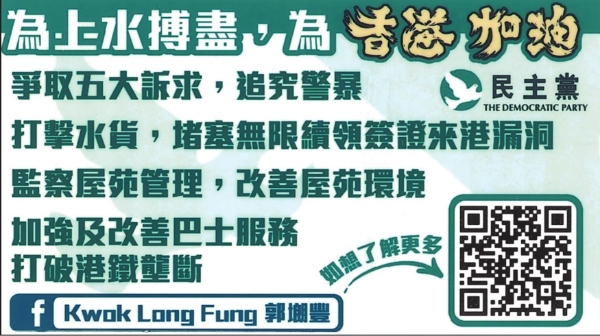 為上水搏盡，為香港加油
爭取五大訴求，追究警暴
民主黨
THE DEMOCRATIC PARTY
打擊水貨，堵塞無限續領簽證來港漏洞
監察屋苑管理，改善屋苑環境
加強及改善巴士服務
打破港鐵壟斷
如想了解更多
f Kwok Long Fung 郭塱豐